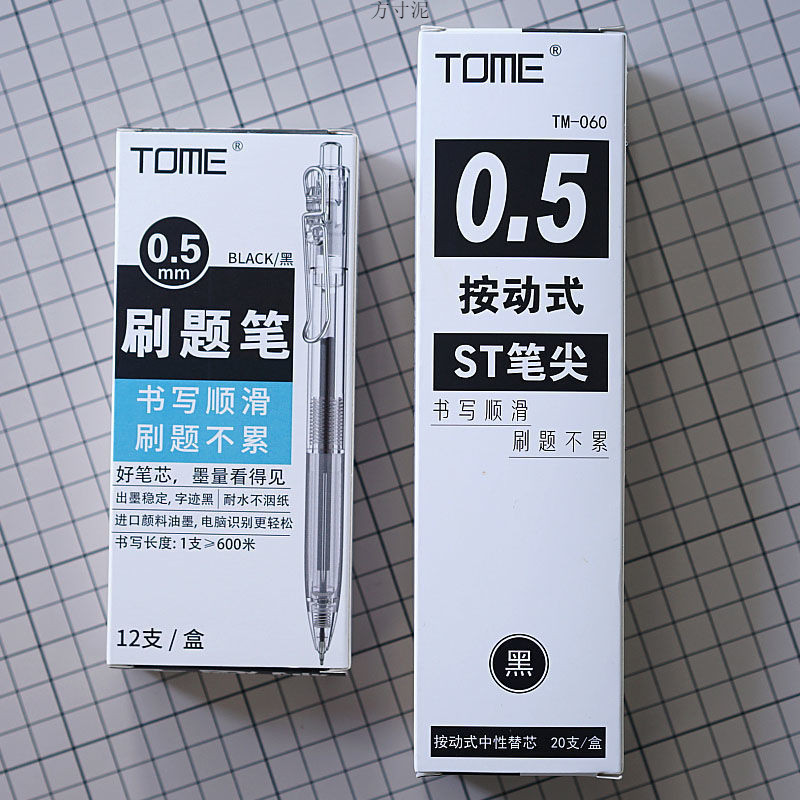 方寸泥
TOME®
0.5
mm
BLACK/黑
刷题笔
书写顺滑
刷题不累
好笔芯，墨量看得见
出墨稳定，字迹黑 | 耐水不洇纸
进口颜料油墨，电脑识别更轻松
书写长度：1支≥600米
12支/盒
TOME®
TM-060
0.5
按动式
ST笔尖
书写顺滑
刷题不累
黑
按动式中性替芯 20支/盒